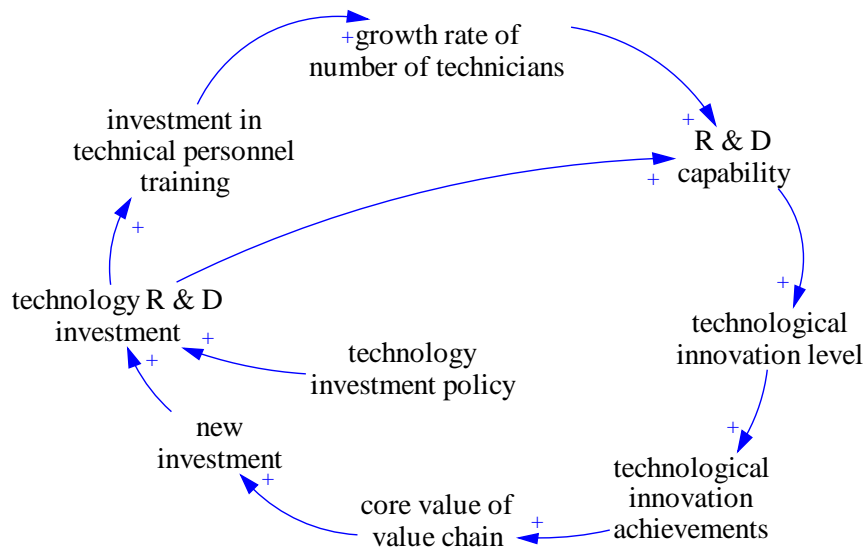 +growth rate of
number of technicians
investment in
technical personnel
training
+
R & D
capability
+
+
technology R & D
investment
+
technological
innovation level
+
+
technology
investment policy
+
new
investment
+
technological
innovation
achievements
+
core value of
value chain
+